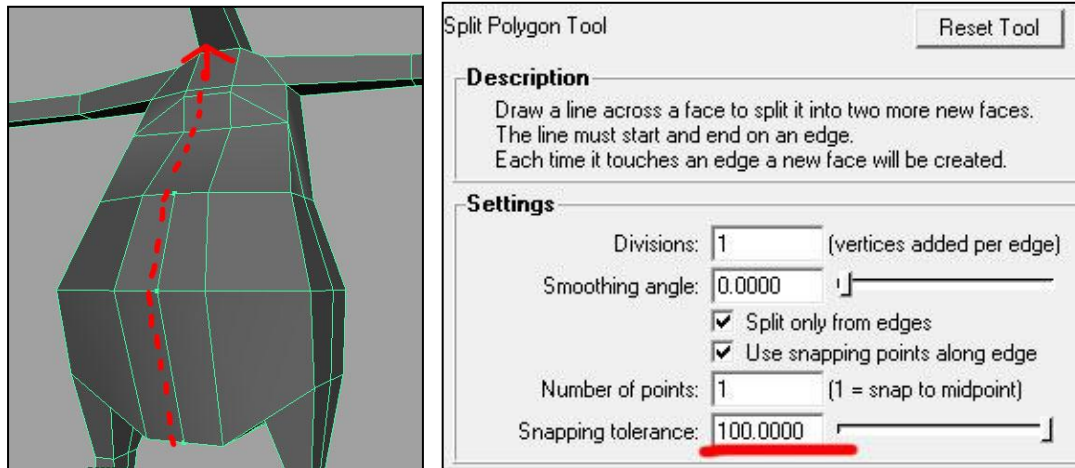 Split Polygon Tool
Reset Tool
Description
Draw a line across a face to split it into two more new faces.
The line must start and end on an edge.
Each time it touches an edge a new face will be created.
Settings
Divisions: 1 (vertices added per edge)
Smoothing angle: 0.0000
Split only from edges
Use snapping points along edge
Number of points: 1 (1 = snap to midpoint)
Snapping tolerance: 100.0000